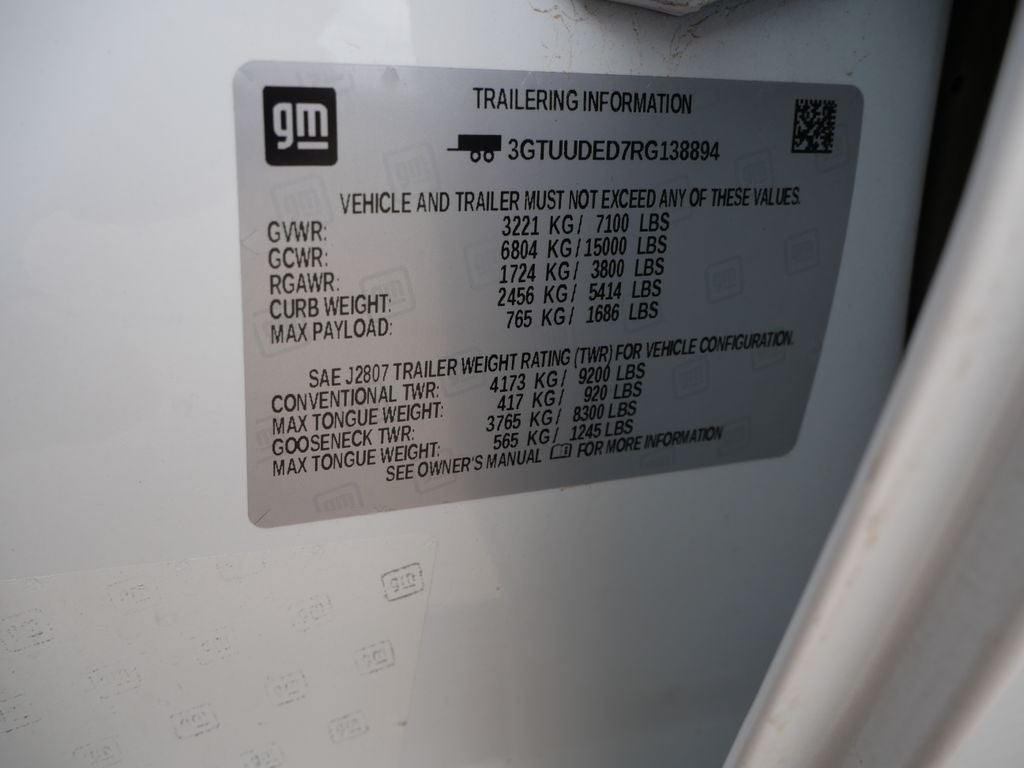 gm
TRAILERING INFORMATION
3GTUUDED7RG138894
VEHICLE AND TRAILER MUST NOT EXCEED ANY OF THESE VALUES.
GVWR: 3221 KG/ 7100 LBS
GCWR: 6804 KG/ 15000 LBS
RGAWR: 1724 KG/ 3800 LBS
CURB WEIGHT: 2456 KG/ 5414 LBS
MAX PAYLOAD: 765 KG/ 1686 LBS
SAE J2807 TRAILER WEIGHT RATING (TWR) FOR VEHICLE CONFIGURATION.
CONVENTIONAL TWR: 4173 KG/ 9200 LBS
MAX TONGUE WEIGHT: 417 KG/ 920 LBS
GOOSENECK TWR: 3765 KG/ 8300 LBS
MAX TONGUE WEIGHT: 565 KG/ 1245 LBS
SEE OWNER'S MANUAL FOR MORE INFORMATION
gm
gm